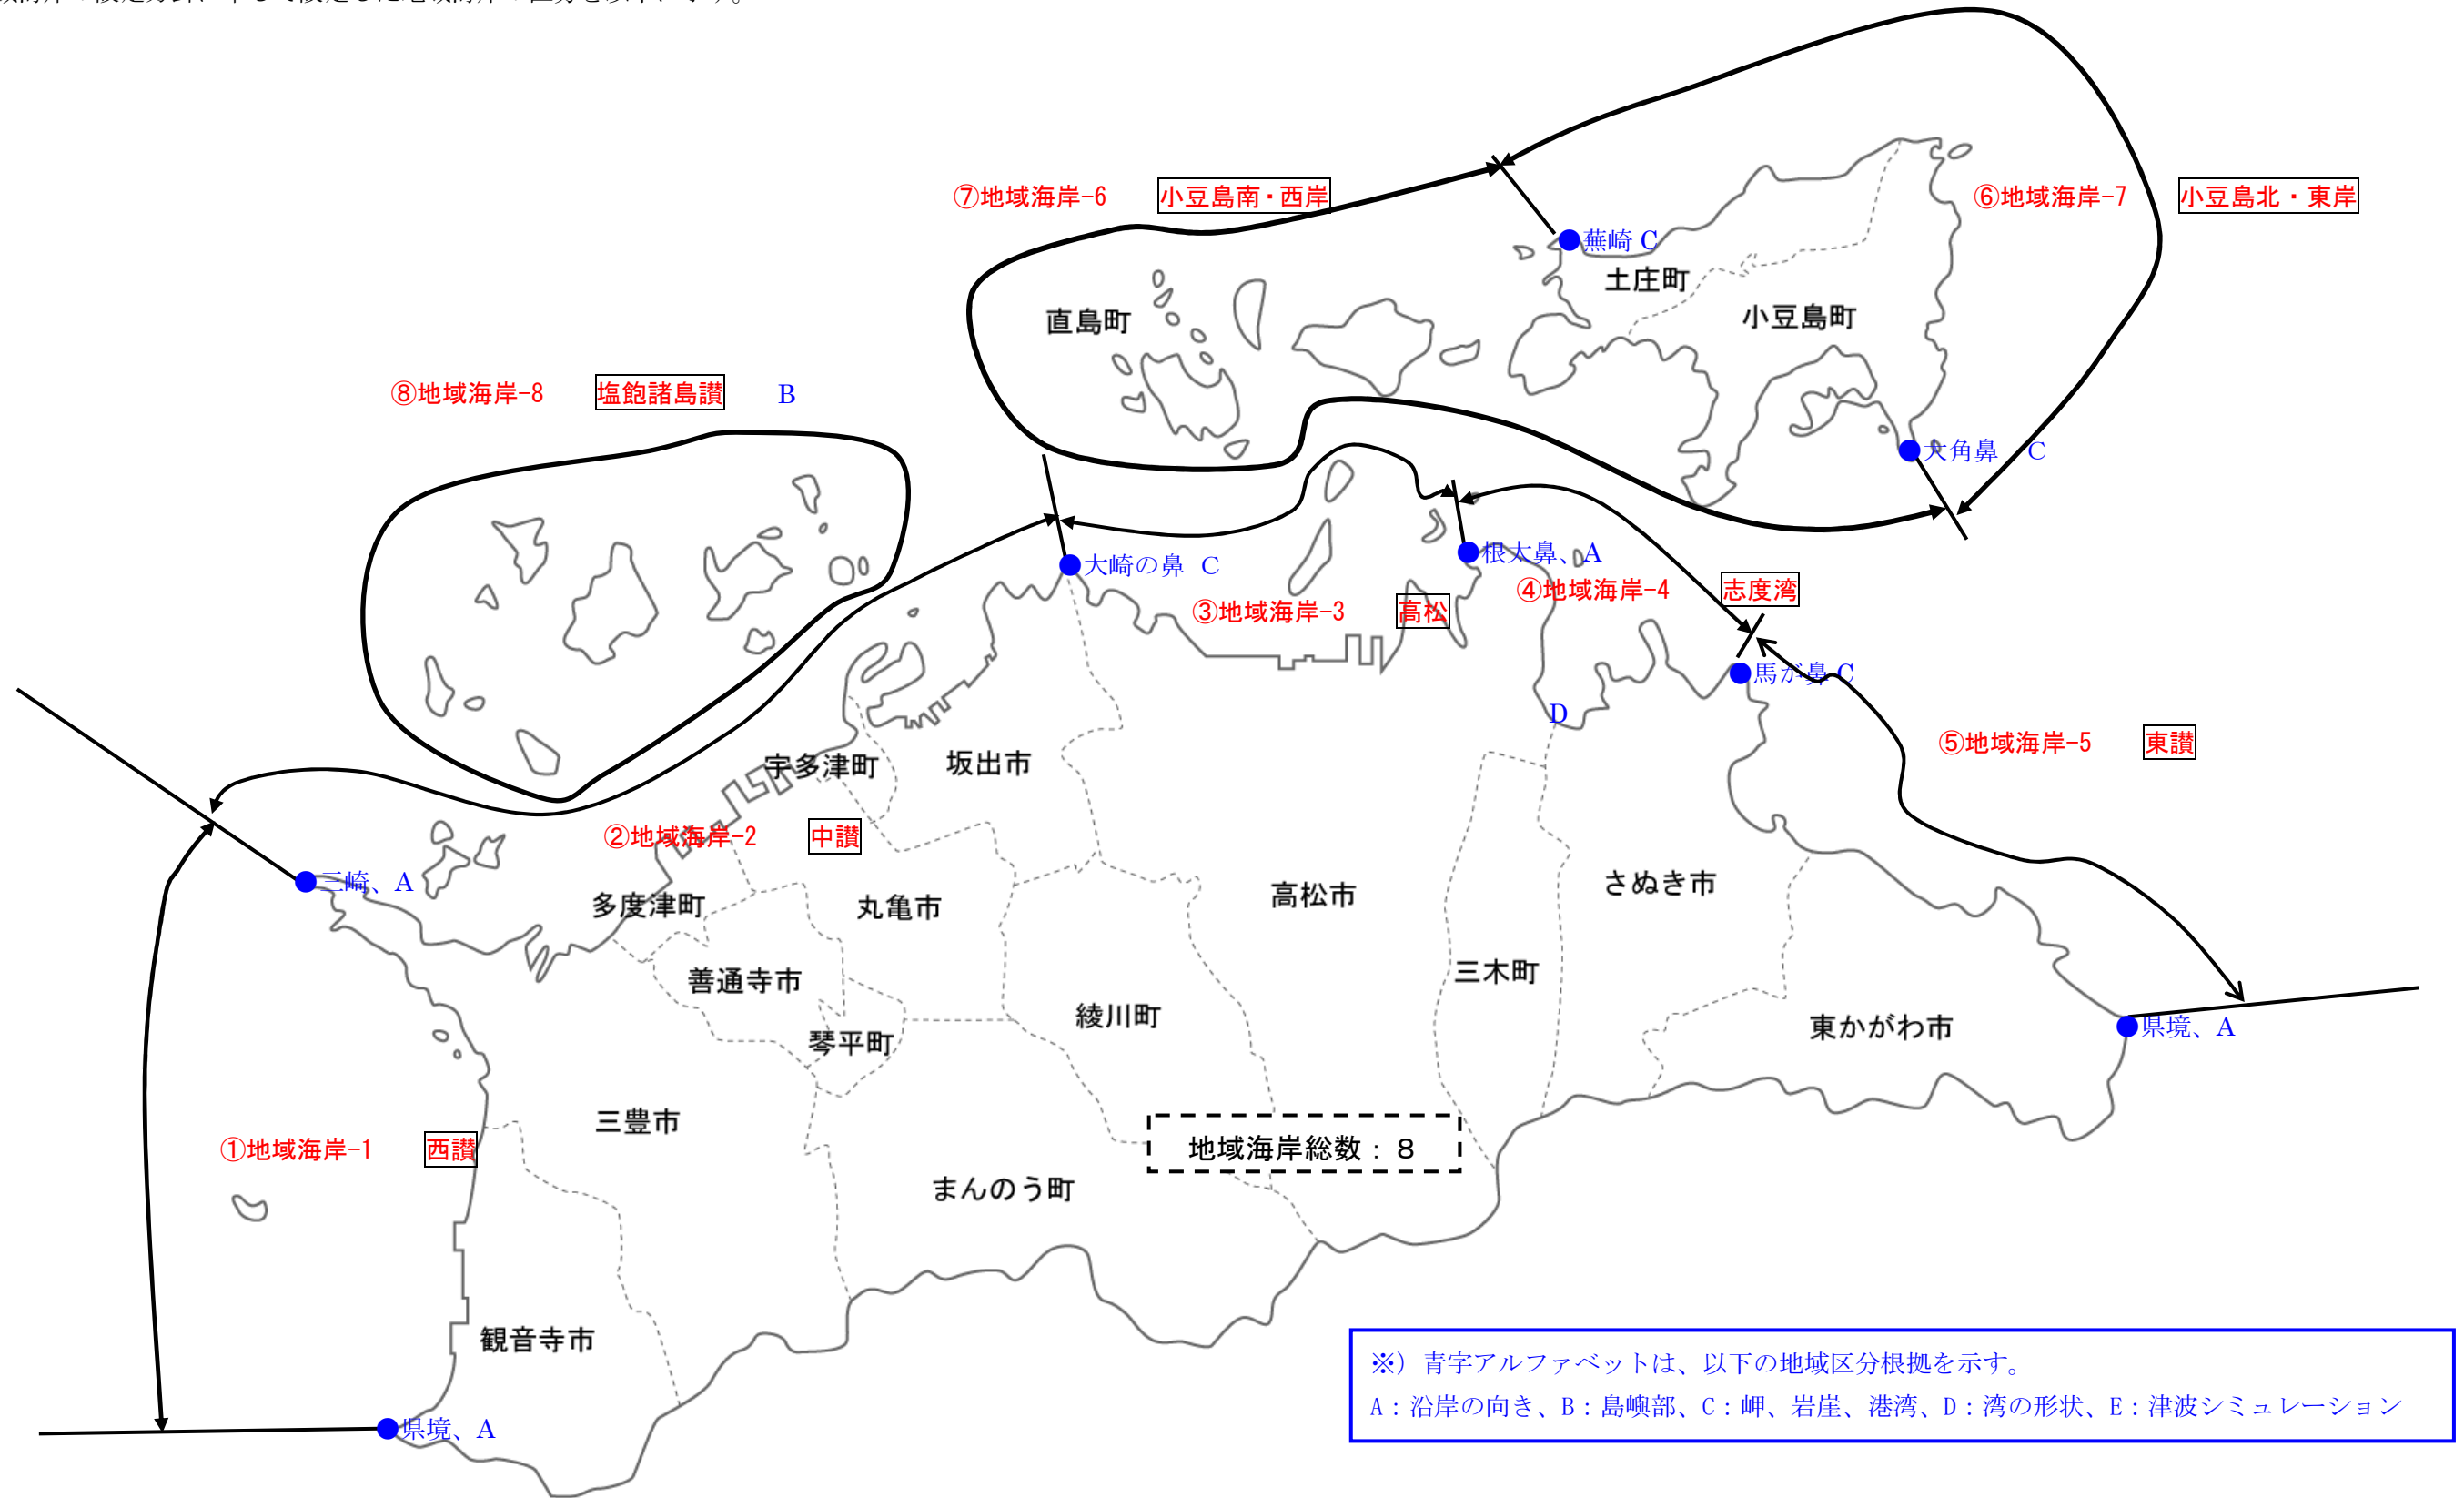 ⑦地域海岸-6 小豆島南・西岸
⑥地域海岸-7 小豆島北・東岸
蕪崎 C
土庄町
直島町
小豆島町
⑧地域海岸-8 塩飽諸島讃 B
大角鼻 C
大崎の鼻 C
根太鼻、A
③地域海岸-3 高松
④地域海岸-4 志度湾
馬が鼻 C
D
⑤地域海岸-5 東讃
宇多津町
坂出市
②地域海岸-2 中讃
三崎、A
多度津町
丸亀市
高松市
さぬき市
善通寺市
三木町
琴平町
綾川町
東かがわ市
県境、A
三豊市
①地域海岸-1 西讃
地域海岸総数：８
まんのう町
観音寺市
県境、A
※）青字アルファベットは、以下の地域区分根拠を示す。
A：沿岸の向き、B：島嶼部、C：岬、岩崖、港湾、D：湾の形状、E：津波シミュレーション